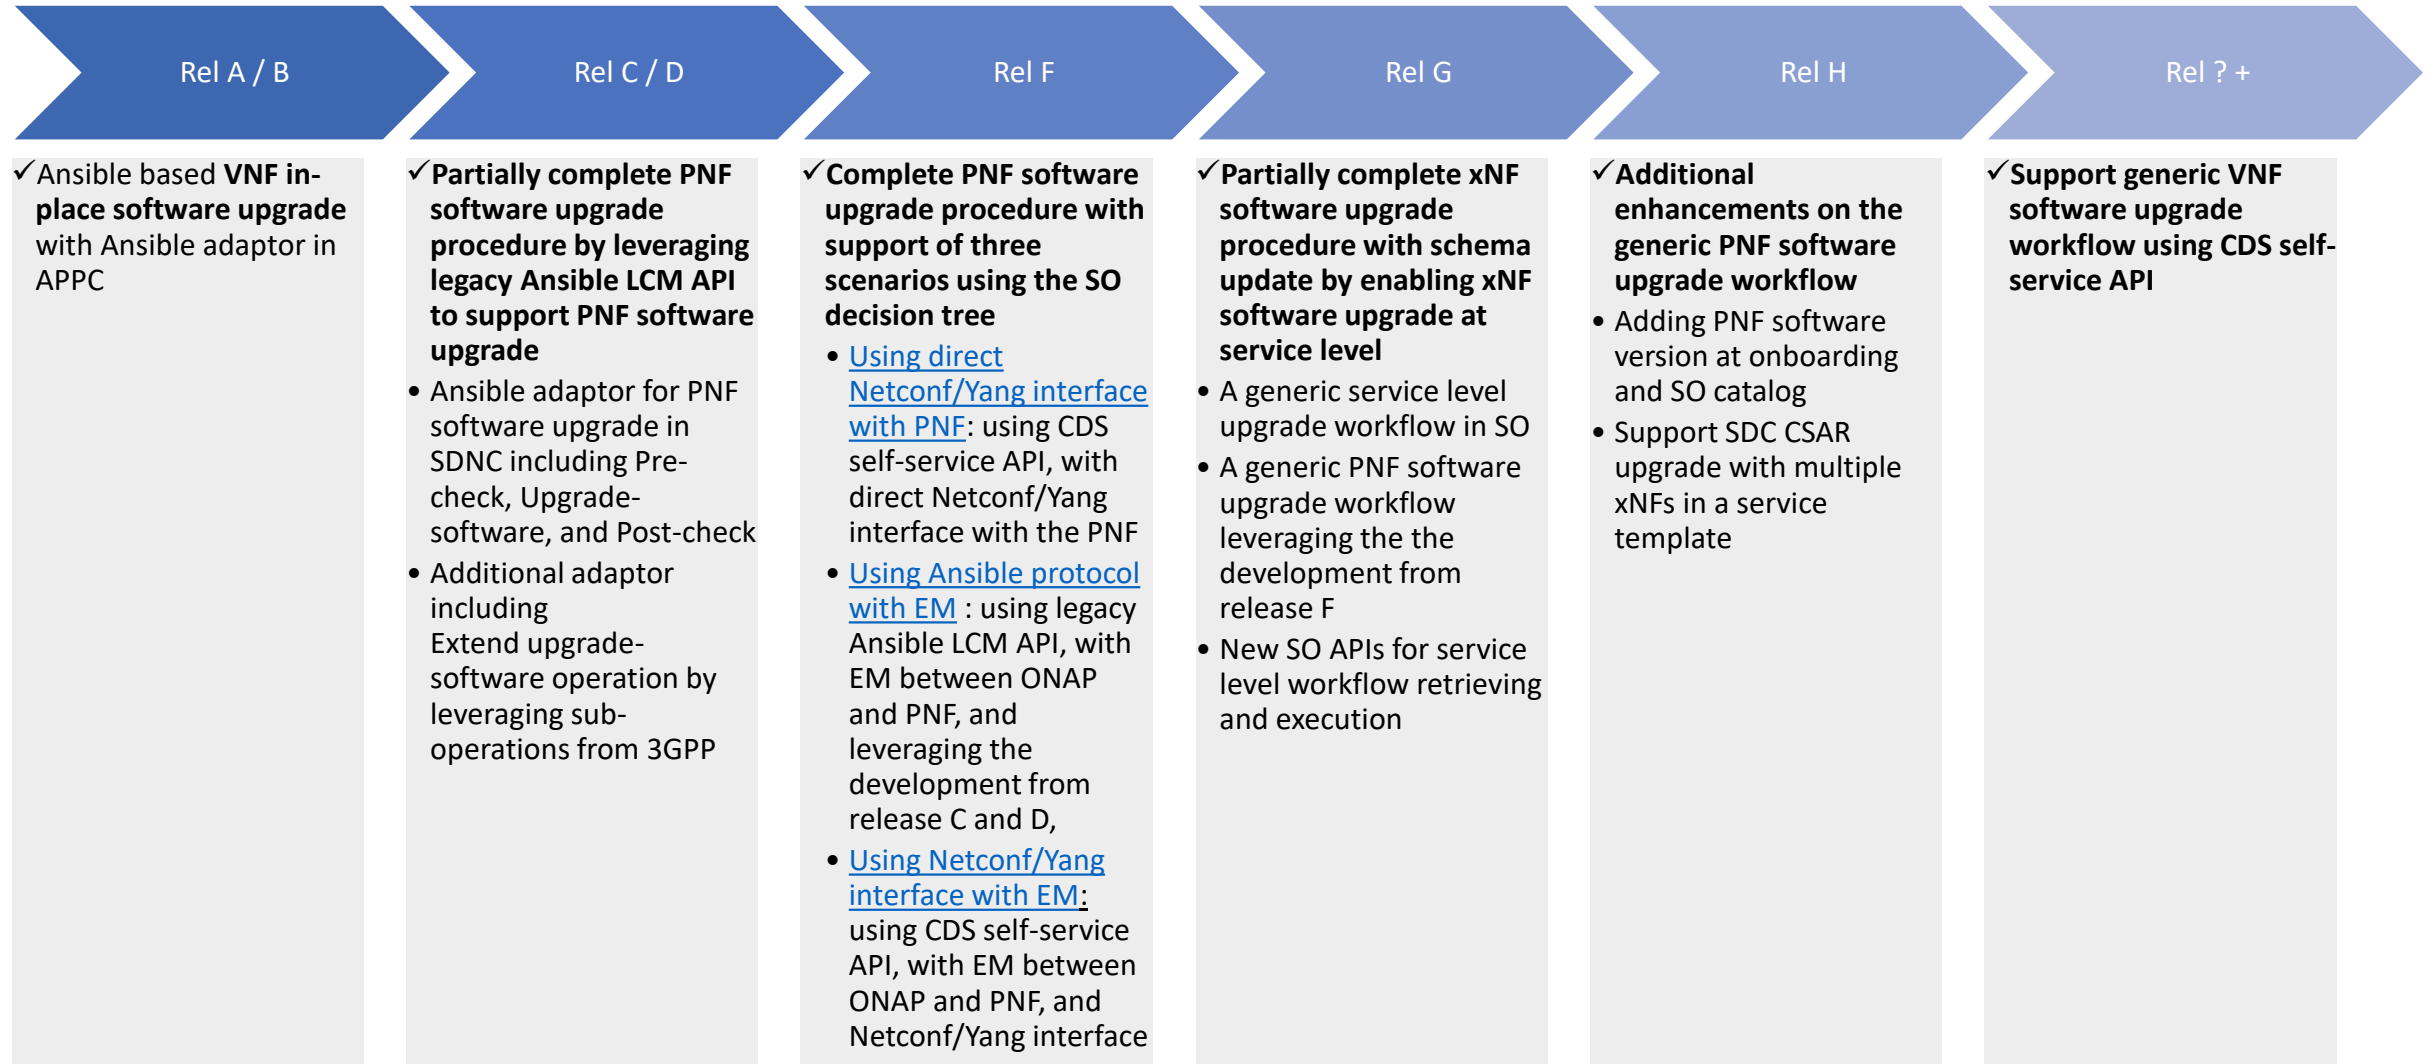 Rel A / B
Rel C / D
Rel F
Rel G
Rel H
Rel ? +
✓Ansible based VNF in-
place software upgrade
with Ansible adaptor in
APPC
✓Partially complete PNF
software upgrade
procedure by leveraging
legacy Ansible LCM API
to support PNF software
upgrade
• Ansible adaptor for PNF
software upgrade in
SDNC including Pre-
check, Upgrade-
software, and Post-check
• Additional adaptor
including
Extend upgrade-
software operation by
leveraging sub-
operations from 3GPP
✓Complete PNF software
upgrade procedure with
support of three
scenarios using the SO
decision tree
• Using direct
Netconf/Yang interface
with PNF: using CDS
self-service API, with
direct Netconf/Yang
interface with the PNF
• Using Ansible protocol
with EM : using legacy
Ansible LCM API, with
EM between ONAP
and PNF, and
leveraging the
development from
release C and D,
• Using Netconf/Yang
interface with EM:
using CDS self-service
API, with EM between
ONAP and PNF, and
Netconf/Yang interface
✓Partially complete xNF
software upgrade
procedure with schema
update by enabling xNF
software upgrade at
service level
• A generic service level
upgrade workflow in SO
• A generic PNF software
upgrade workflow
leveraging the the
development from
release F
• New SO APIs for service
level workflow retrieving
and execution
✓Additional
enhancements on the
generic PNF software
upgrade workflow
• Adding PNF software
version at onboarding
and SO catalog
• Support SDC CSAR
upgrade with multiple
xNFs in a service
template
✓Support generic VNF
software upgrade
workflow using CDS self-
service API